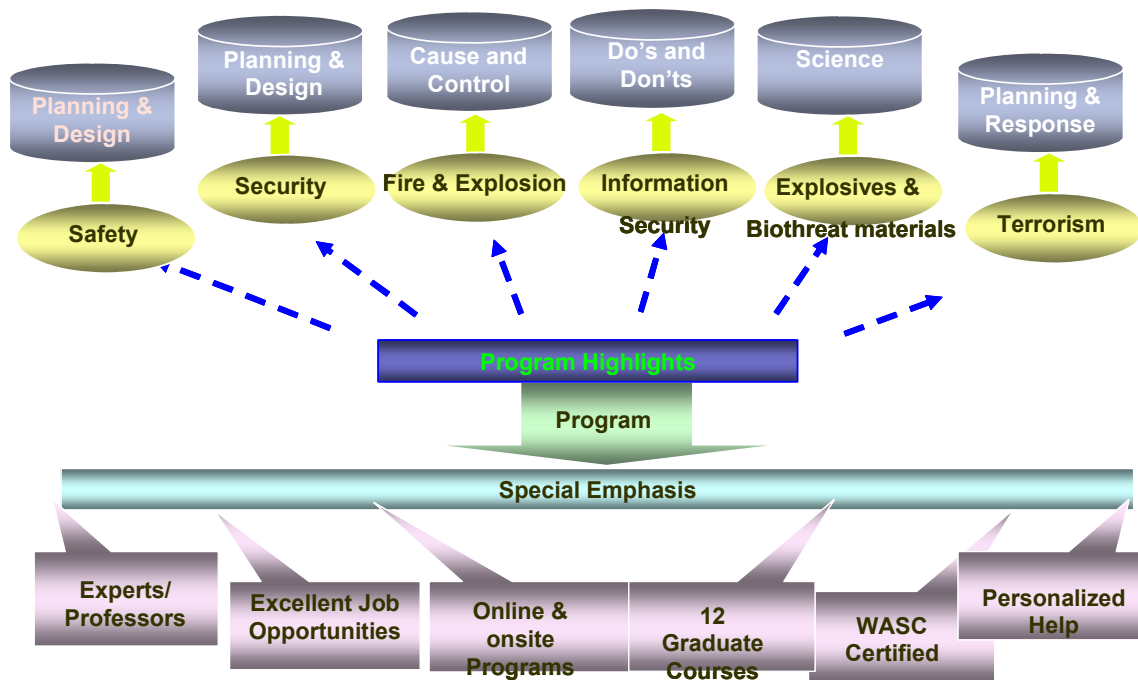 Planning &
Design
Planning &
Design
Cause and
Control
Do's and
Don'ts
Science
Planning &
Response
Safety
Security
Fire & Explosion
Information
Security
Explosives &
Biothreat materials
Terrorism
Program Highlights
Program
Special Emphasis
Experts/
Professors
Excellent Job
Opportunities
Online &
onsite
Programs
12
Graduate
Courses
WASC
Certified
Personalized
Help